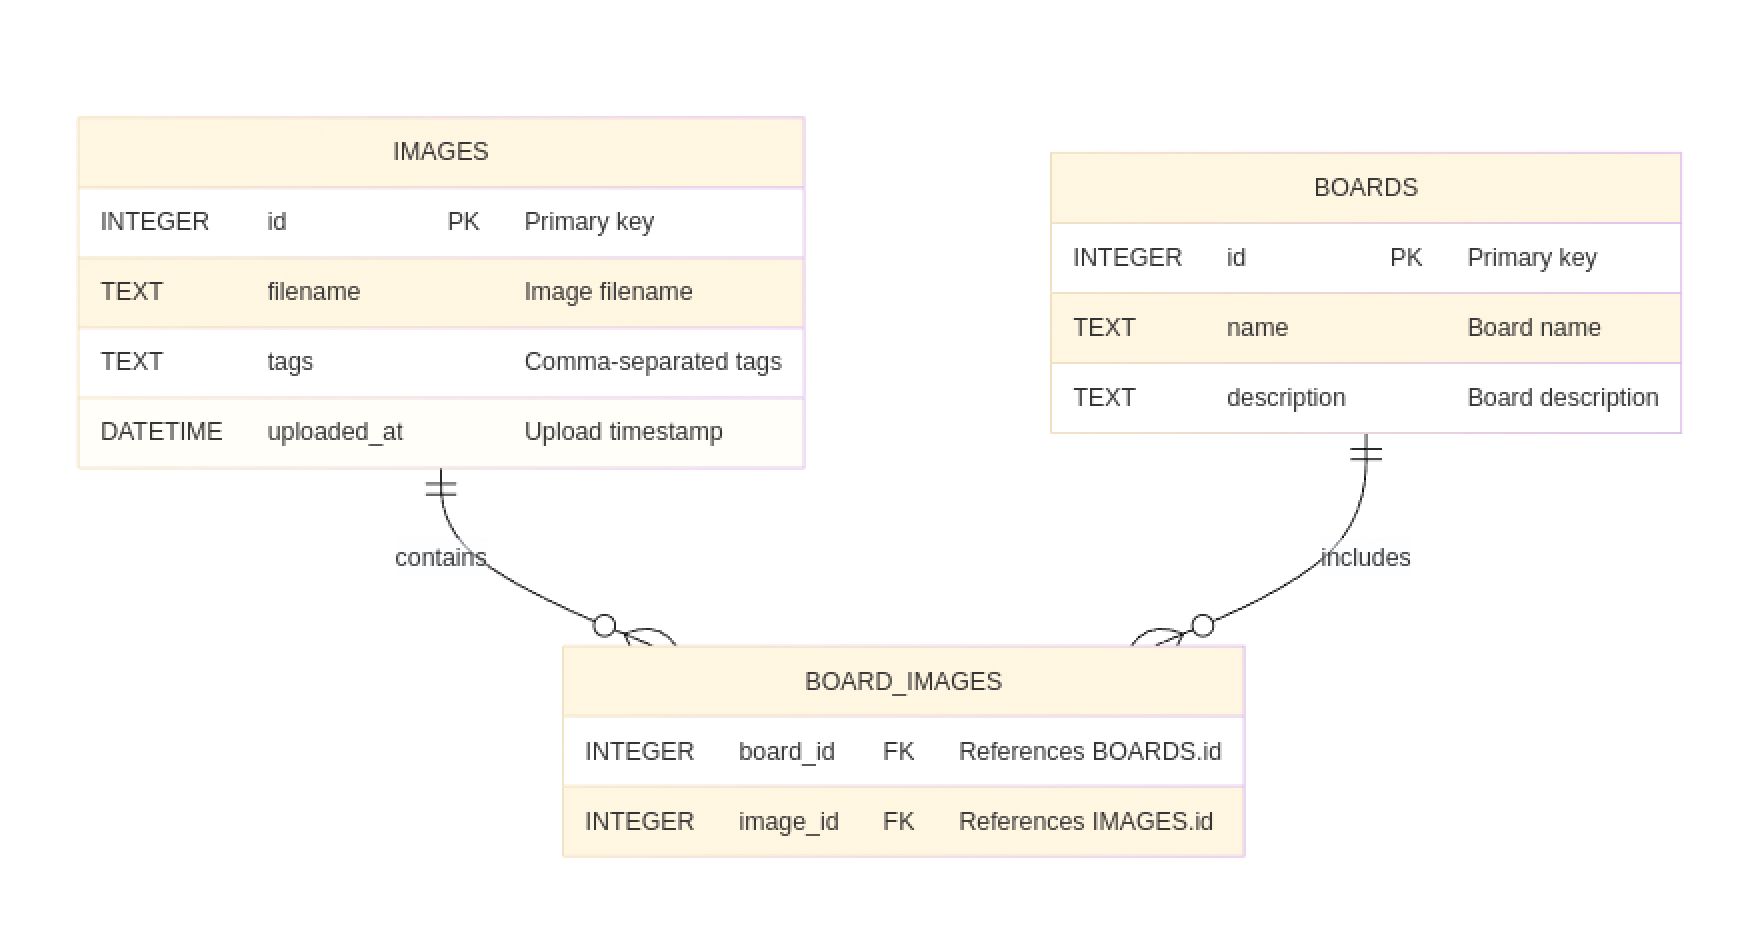 IMAGES
INTEGER id PK Primary key
TEXT filename Image filename
TEXT tags Comma-separated tags
DATETIME uploaded_at Upload timestamp
BOARDS
INTEGER id PK Primary key
TEXT name Board name
TEXT description Board description
contains
includes
BOARD_IMAGES
INTEGER board_id FK References BOARDS.id
INTEGER image_id FK References IMAGES.id